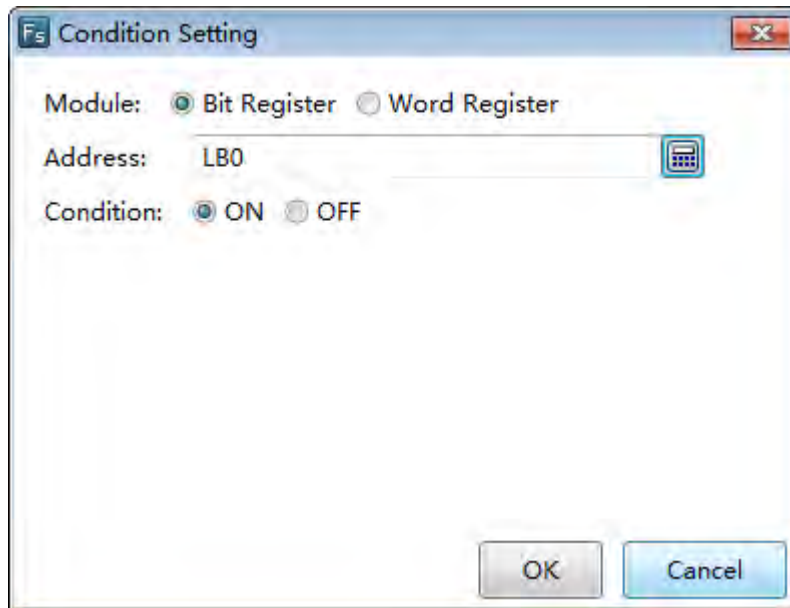 Fs Condition Setting
Module: Bit Register Word Register
Address: LB0
Condition: ON OFF
OK Cancel